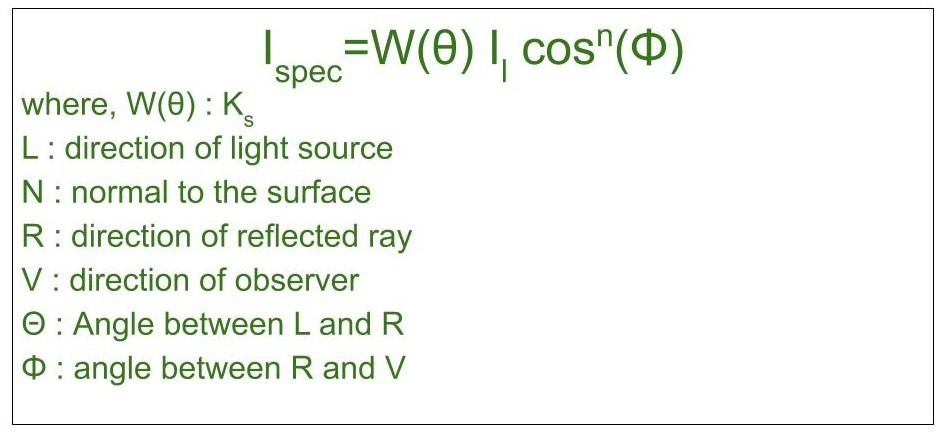 I_spec=W(θ) I_l cosⁿ(Φ)
where, W(θ) : K_s
L : direction of light source
N : normal to the surface
R : direction of reflected ray
V : direction of observer
Θ : Angle between L and R
Φ : angle between R and V